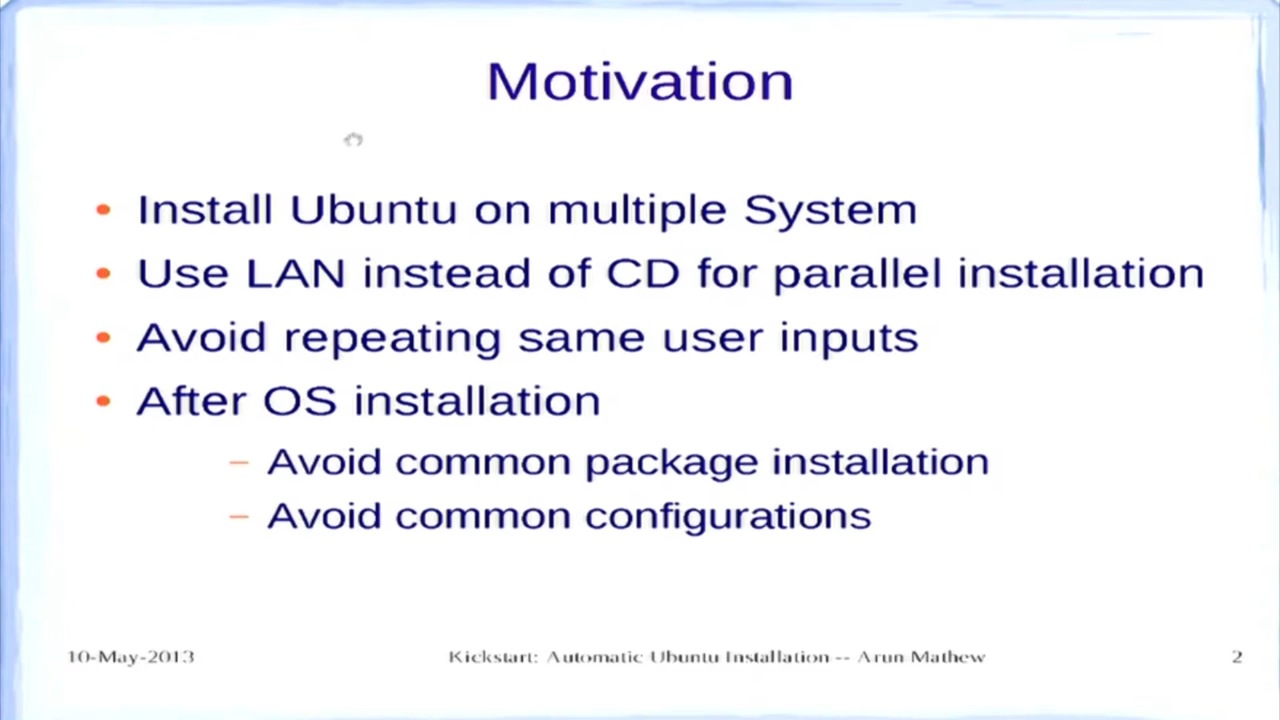 Motivation
• Install Ubuntu on multiple System
• Use LAN instead of CD for parallel installation
• Avoid repeating same user inputs
• After OS installation
– Avoid common package installation
– Avoid common configurations
10-May-2013 Kickstart: Automatic Ubuntu Installation -- Arun Mathew 2